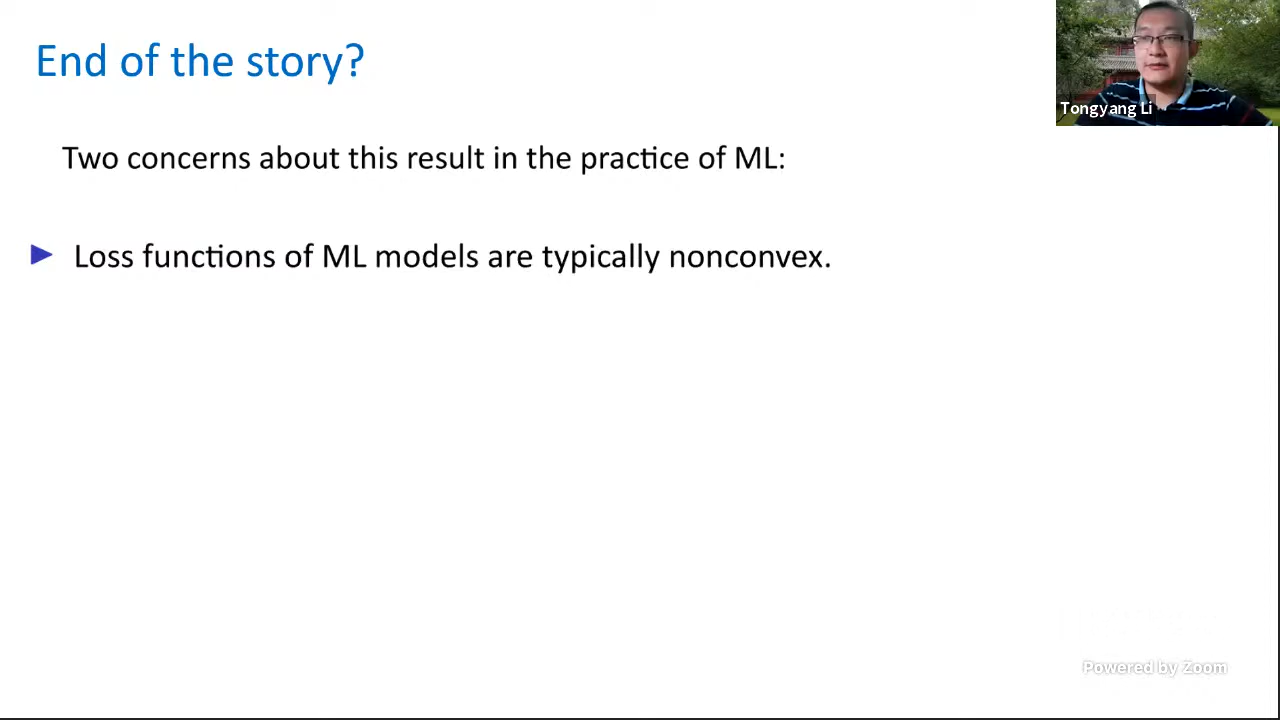 End of the story?
Tongyang Li
Two concerns about this result in the practice of ML:
Loss functions of ML models are typically nonconvex.
Powered by Zoom